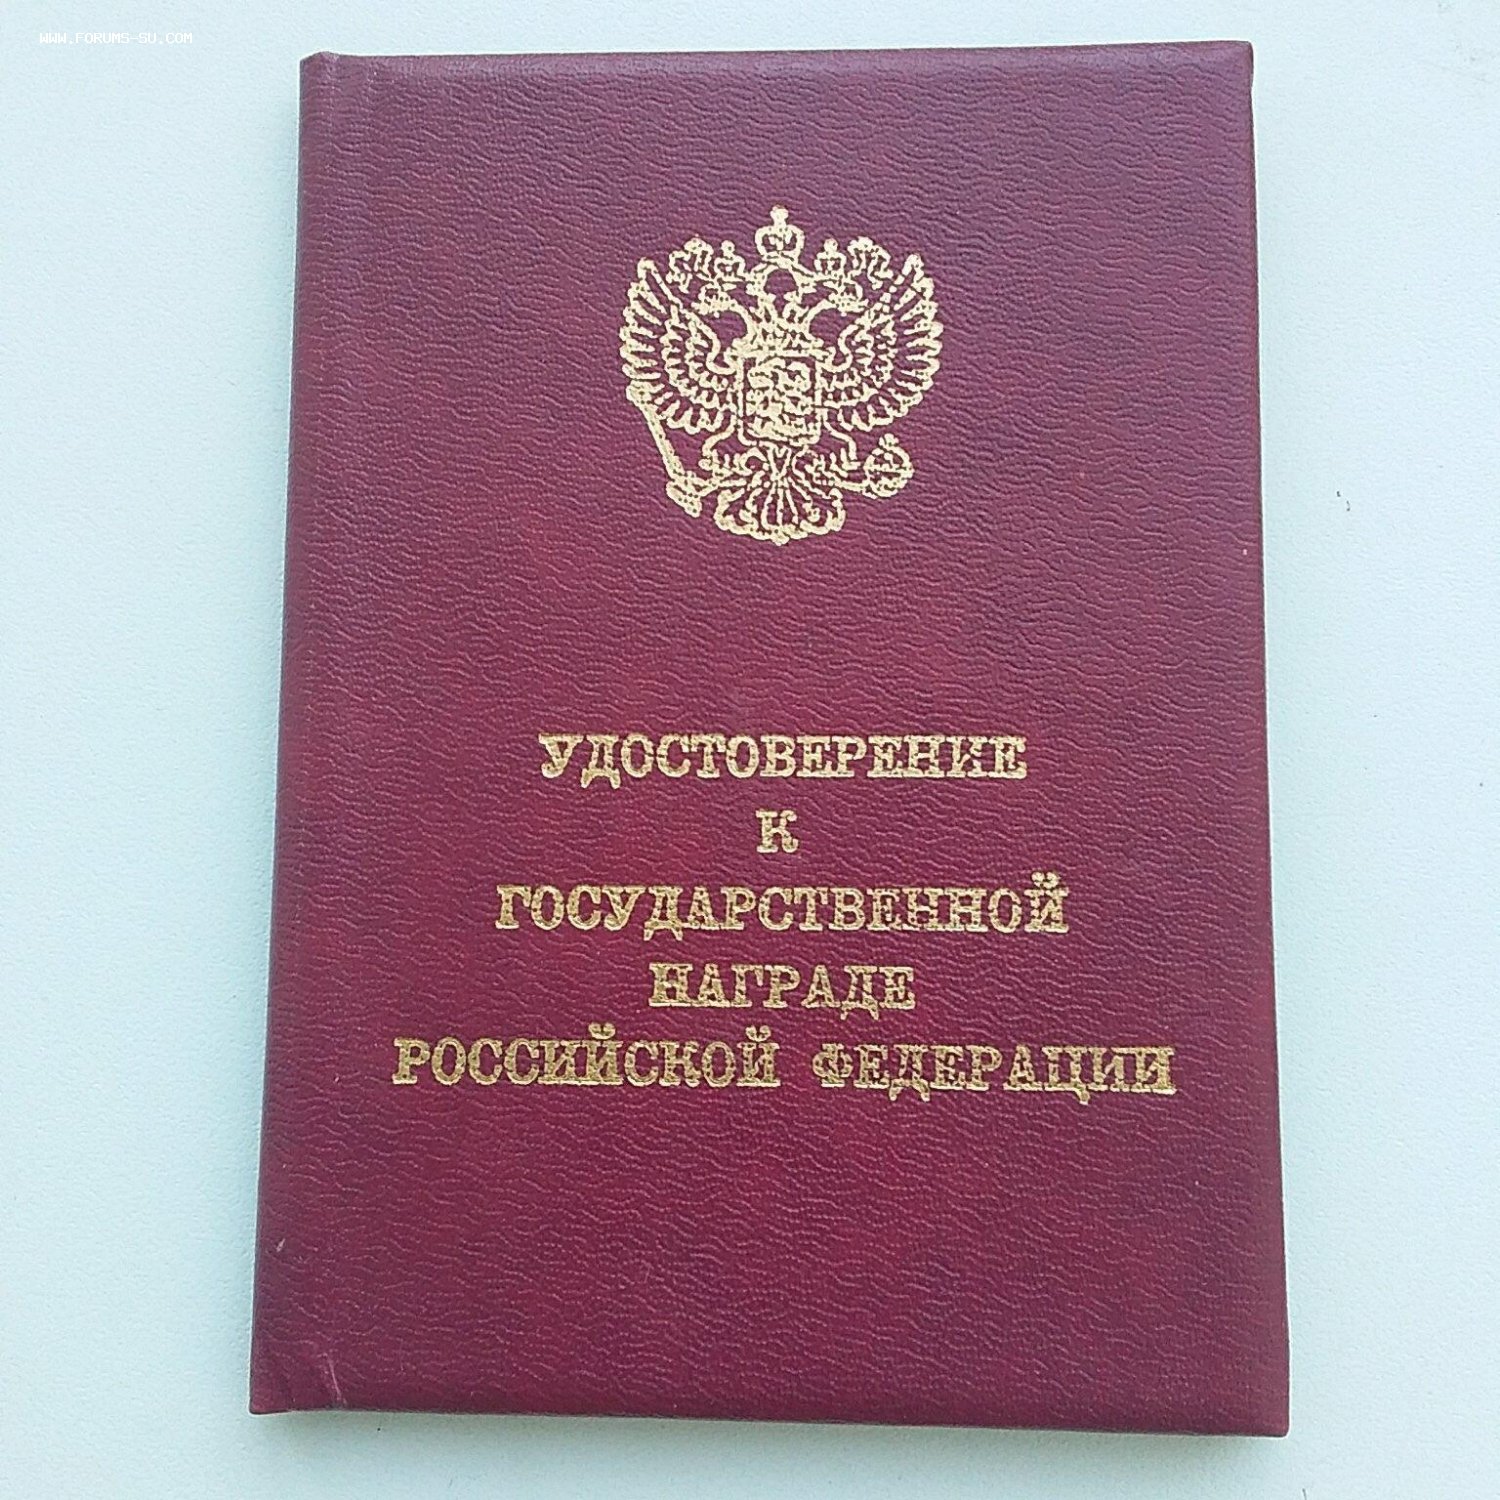 WWW.FORUMS-SU.COM
УДОСТОВЕРЕНИЕ
К
ГОСУДАРСТВЕННОЙ
НАГРАДЕ
РОССИЙСКОЙ ФЕДЕРАЦИИ